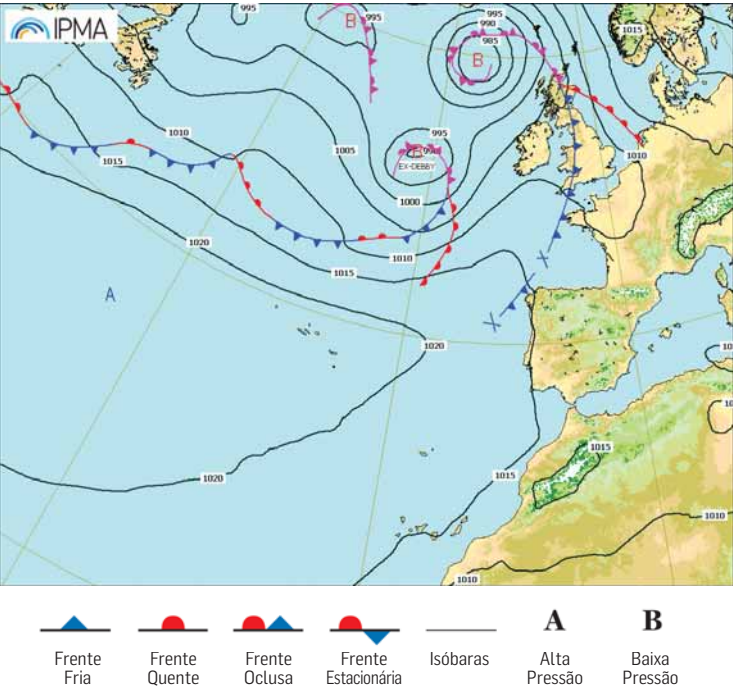 IPMA
995
B
995
995
990
985
B
1015
1010
1015
1005
995
B
EX-DEBBY
1000
1010
1010
1015
1020
A
X
X
1020
1020
1015
1015
1010
1010
A
B
Frente
Fria
Frente
Quente
Frente
Oclusa
Frente
Estacionária
Isóbaras
Alta
Pressão
Baixa
Pressão